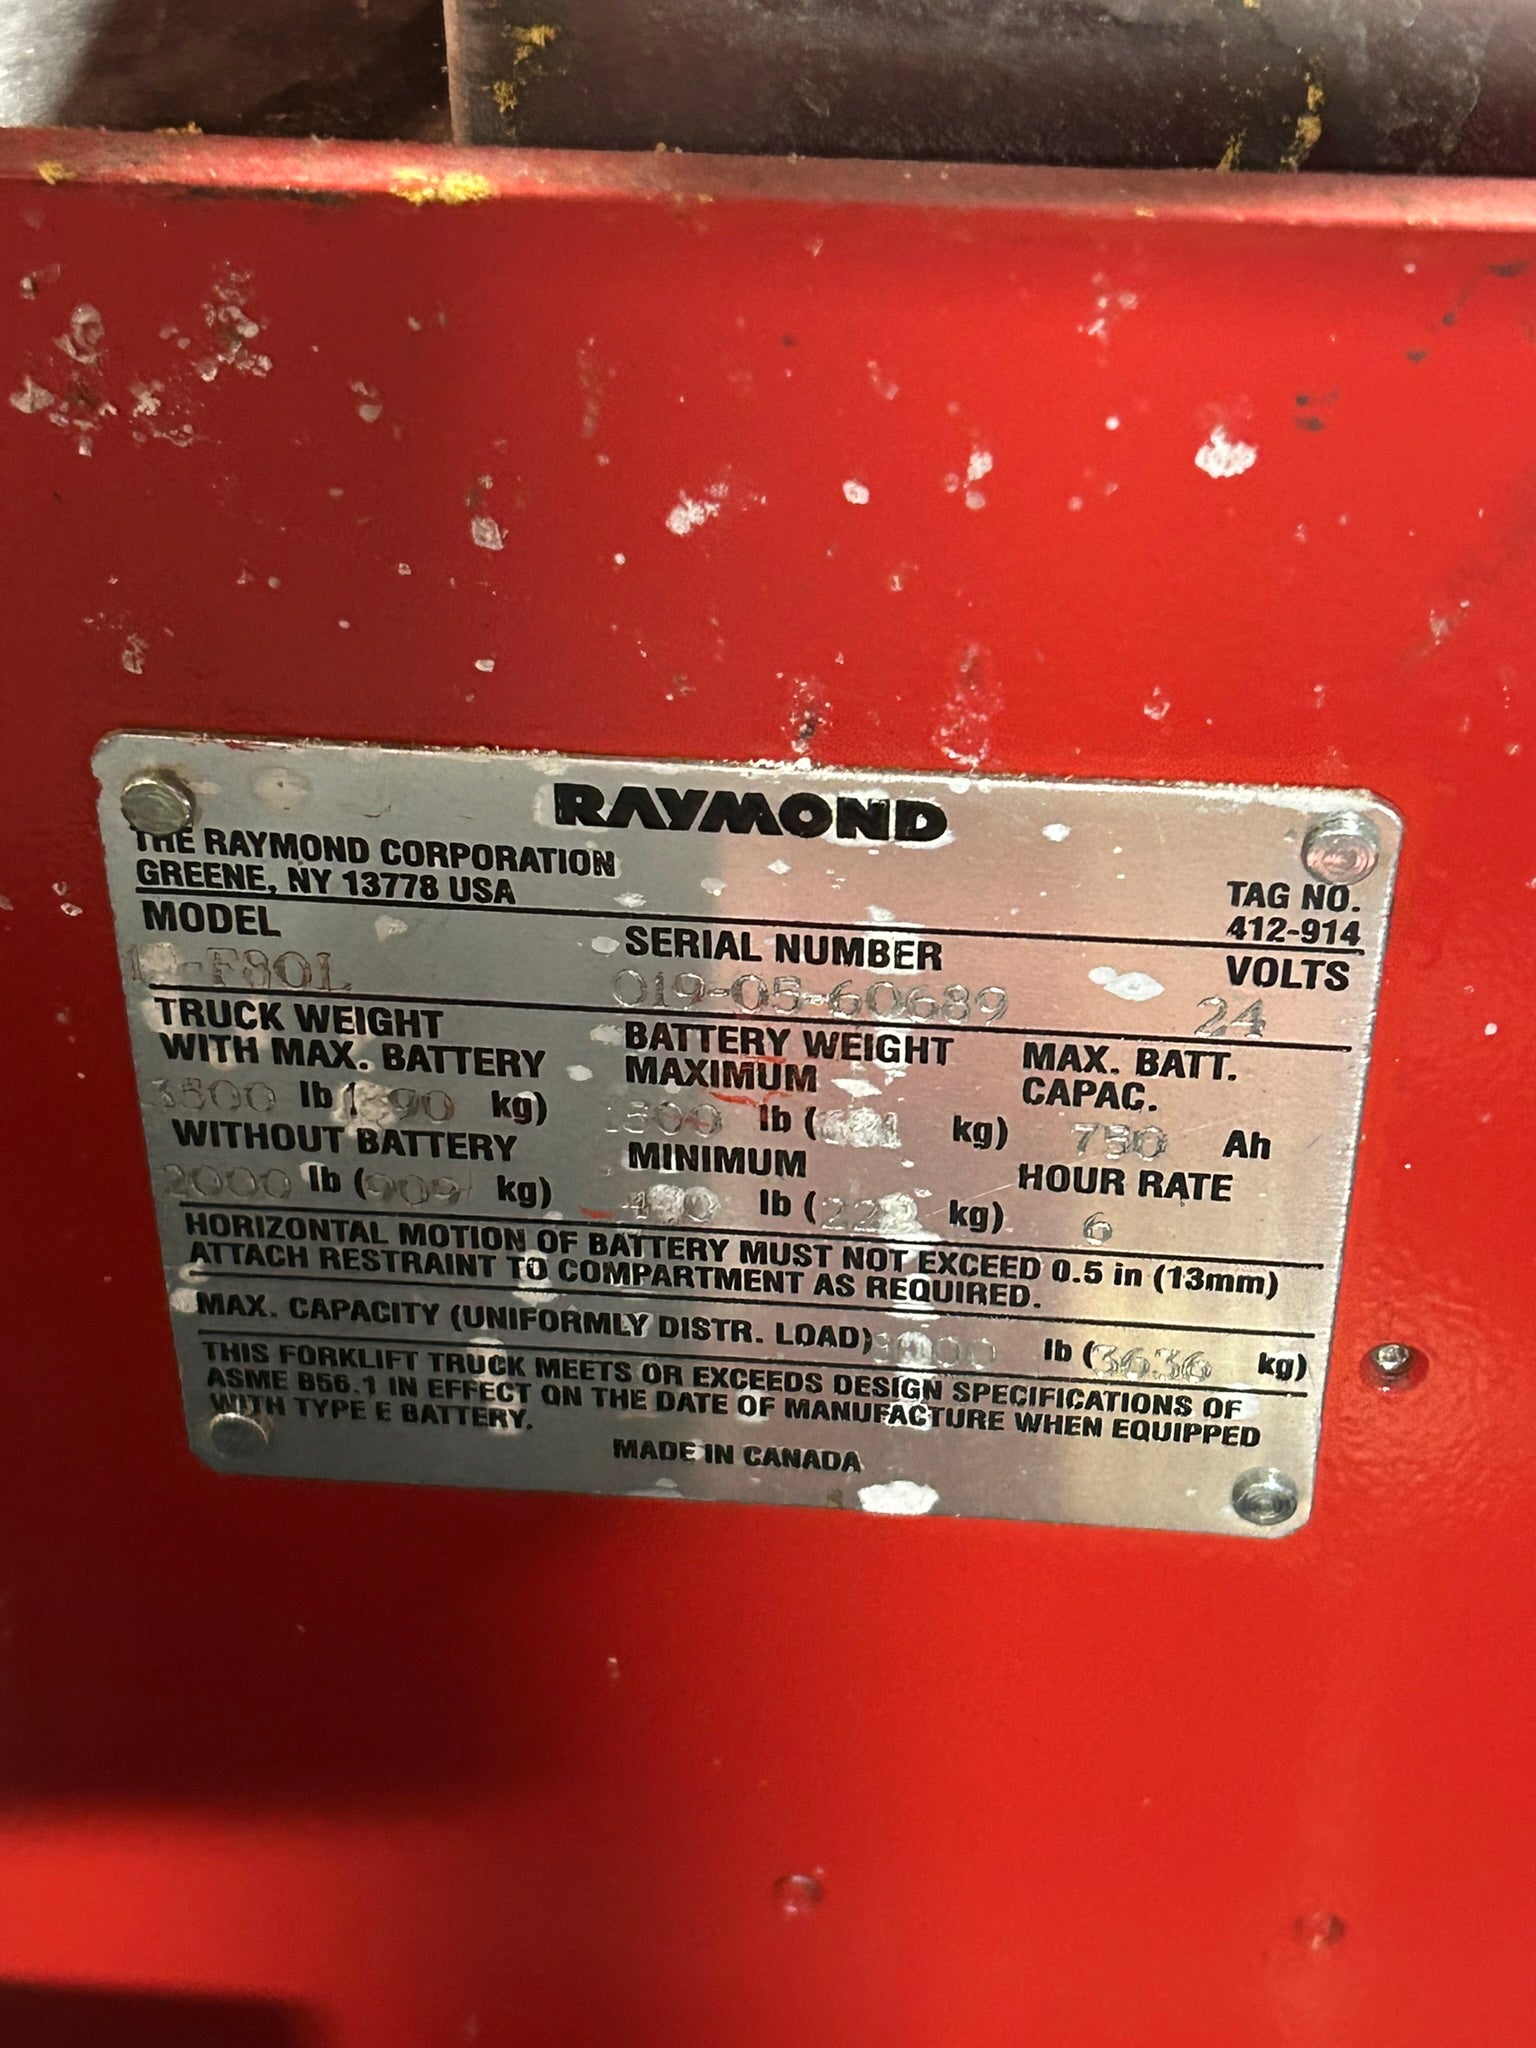 RAYMOND
THE RAYMOND CORPORATION
GREENE, NY 13778 USA
TAG NO.
412-914
MODEL
SERIAL NUMBER
VOLTS
-F80L
019-05-60689
24
TRUCK WEIGHT
WITH MAX. BATTERY
3500 lb ( kg)
WITHOUT BATTERY
2000 lb (909 kg)
BATTERY WEIGHT
MAXIMUM
1500 lb ( kg)
MINIMUM
lb ( kg)
MAX. BATT.
CAPAC.
750 Ah
HOUR RATE
6
HORIZONTAL MOTION OF BATTERY MUST NOT EXCEED 0.5 in (13mm)
ATTACH RESTRAINT TO COMPARTMENT AS REQUIRED.
MAX. CAPACITY (UNIFORMLY DISTR. LOAD) lb (3636 kg)
THIS FORKLIFT TRUCK MEETS OR EXCEEDS DESIGN SPECIFICATIONS OF
ASME B56.1 IN EFFECT ON THE DATE OF MANUFACTURE WHEN EQUIPPED
WITH TYPE E BATTERY.
MADE IN CANADA